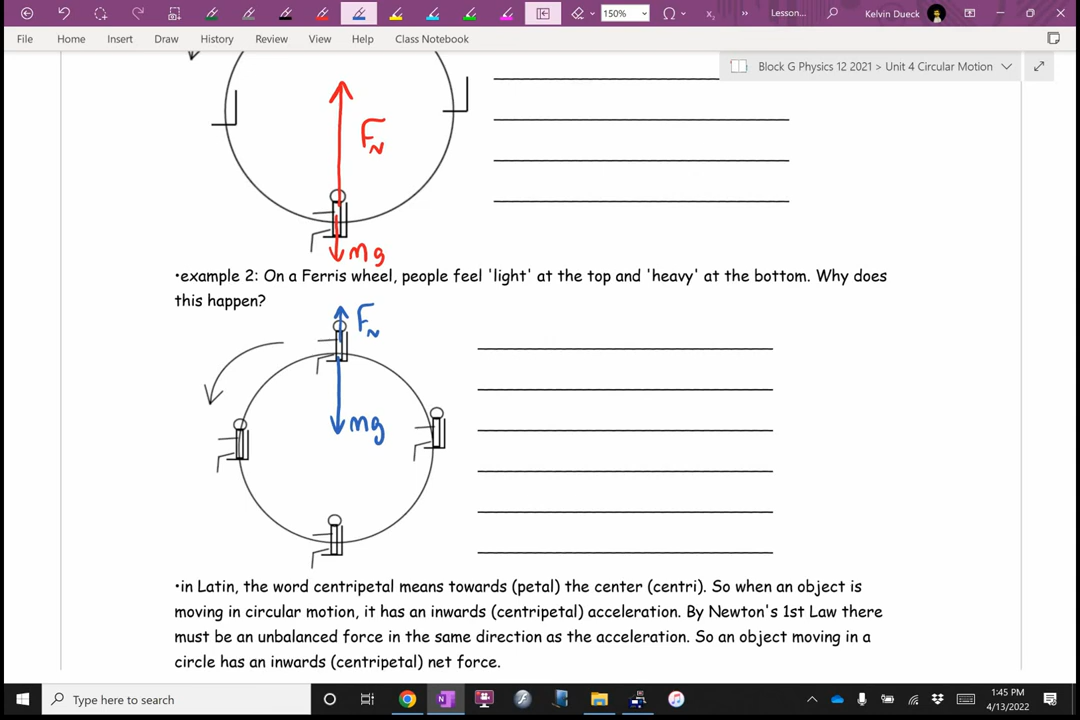 150%
Lesson...
Kelvin Dueck
File Home Insert Draw History Review View Help Class Notebook
Block G Physics 12 2021 > Unit 4 Circular Motion
FN
mg
•example 2: On a Ferris wheel, people feel 'light' at the top and 'heavy' at the bottom. Why does
this happen?
FN
mg
•in Latin, the word centripetal means towards (petal) the center (centri). So when an object is
moving in circular motion, it has an inwards (centripetal) acceleration. By Newton's 1st Law there
must be an unbalanced force in the same direction as the acceleration. So an object moving in a
circle has an inwards (centripetal) net force.
Type here to search
1:45 PM
4/13/2022